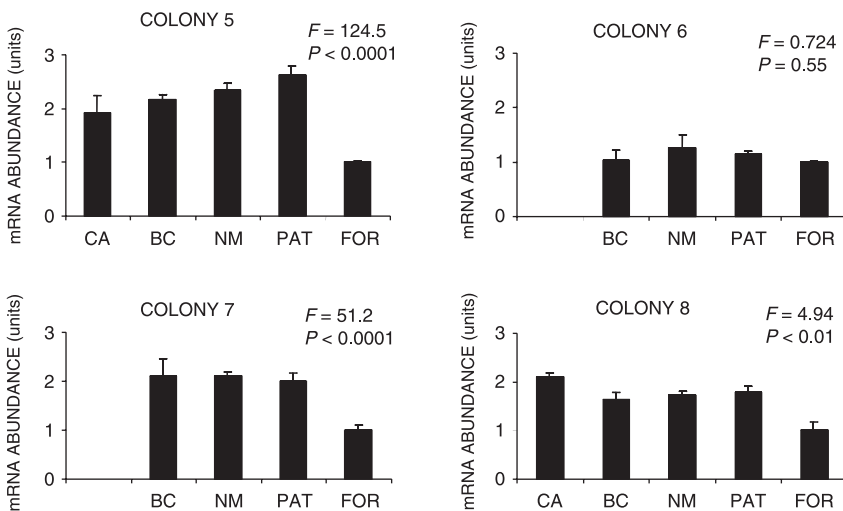 COLONY 5
F = 124.5
P < 0.0001
mRNA ABUNDANCE (units)
3
2
1
0
CA BC NM PAT FOR
COLONY 6
F = 0.724
P = 0.55
mRNA ABUNDANCE (units)
3
2
1
0
BC NM PAT FOR
COLONY 7
F = 51.2
P < 0.0001
mRNA ABUNDANCE (units)
3
2
1
0
BC NM PAT FOR
COLONY 8
F = 4.94
P < 0.01
mRNA ABUNDANCE (units)
3
2
1
0
CA BC NM PAT FOR